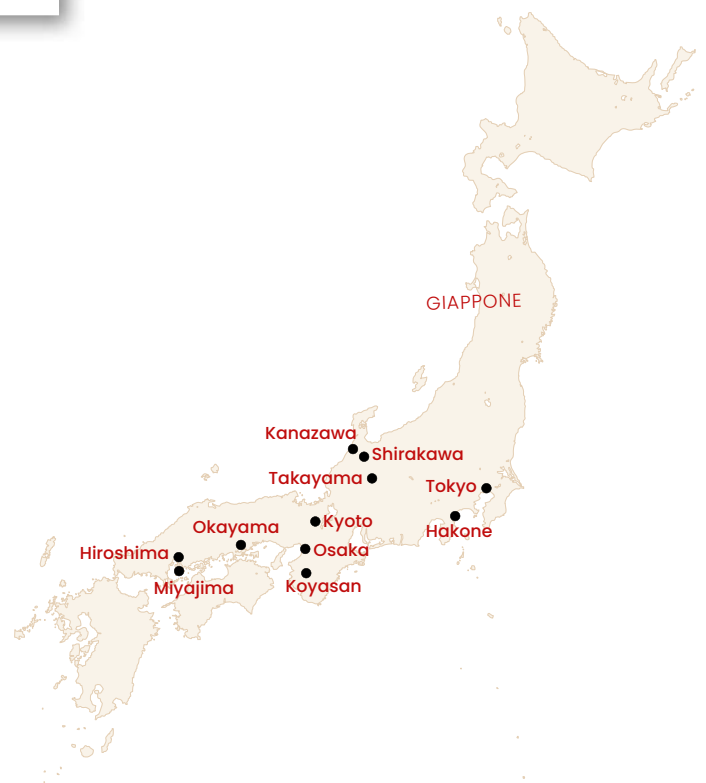 GIAPPONE
Kanazawa
Shirakawa
Takayama
Tokyo
Kyoto
Okayama
Hakone
Osaka
Hiroshima
Koyasan
Miyajima